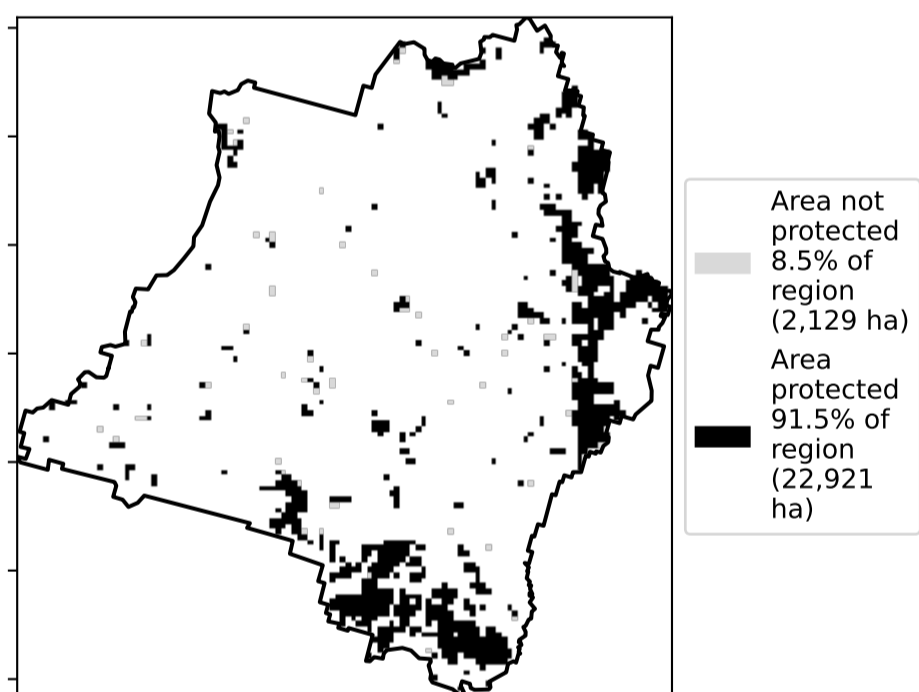 Area not
protected
8.5% of
region
(2,129 ha)
Area
protected
91.5% of
region
(22,921
ha)